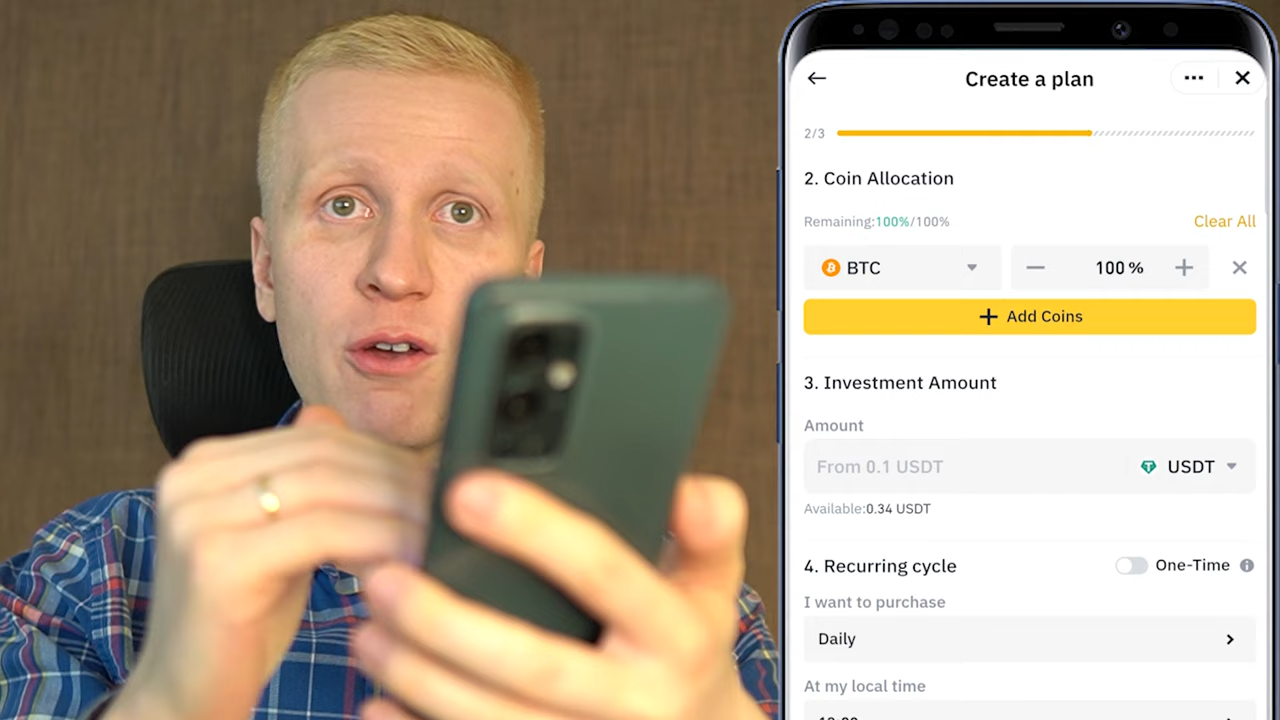 Create a plan
2/3
2. Coin Allocation
Remaining:100%/100%
Clear All
BTC
100 %
Add Coins
3. Investment Amount
Amount
From 0.1 USDT
USDT
Available:0.34 USDT
4. Recurring cycle
One-Time
I want to purchase
Daily
At my local time